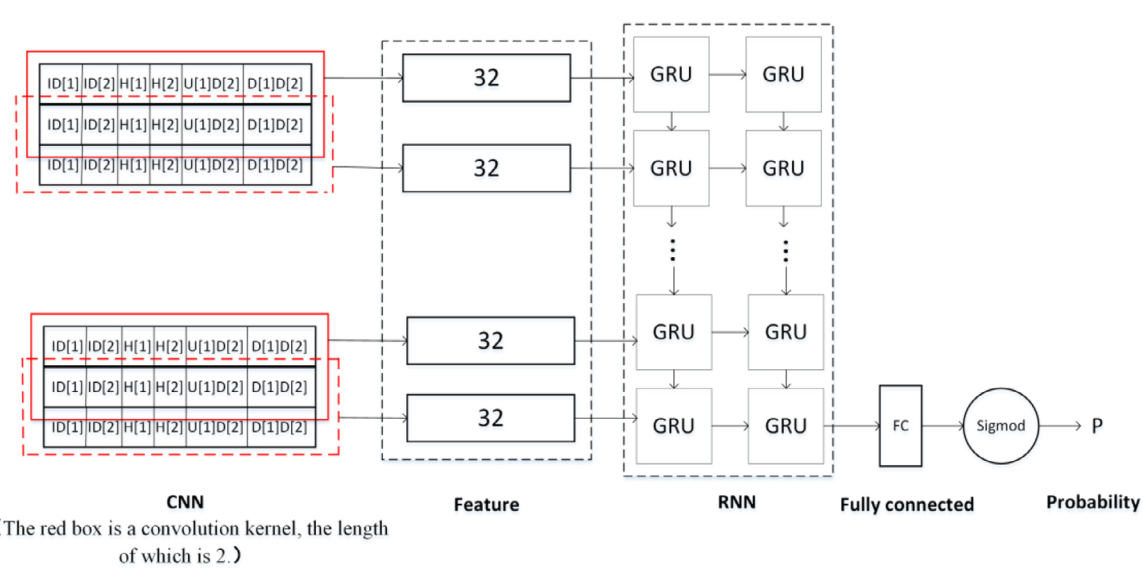 ID[1] ID[2] H[1] H[2] U[1]D[2] D[1]D[2]
ID[1] ID[2] H[1] H[2] U[1]D[2] D[1]D[2]
ID[1] ID[2] H[1] H[2] U[1]D[2] D[1]D[2]
32
32
GRU GRU
GRU GRU
ID[1] ID[2] H[1] H[2] U[1]D[2] D[1]D[2]
ID[1] ID[2] H[1] H[2] U[1]D[2] D[1]D[2]
ID[1] ID[2] H[1] H[2] U[1]D[2] D[1]D[2]
32
32
GRU GRU
GRU GRU
FC
Sigmod
P
CNN
Feature
RNN
Fully connected
Probability
(The red box is a convolution kernel, the length
of which is 2.)